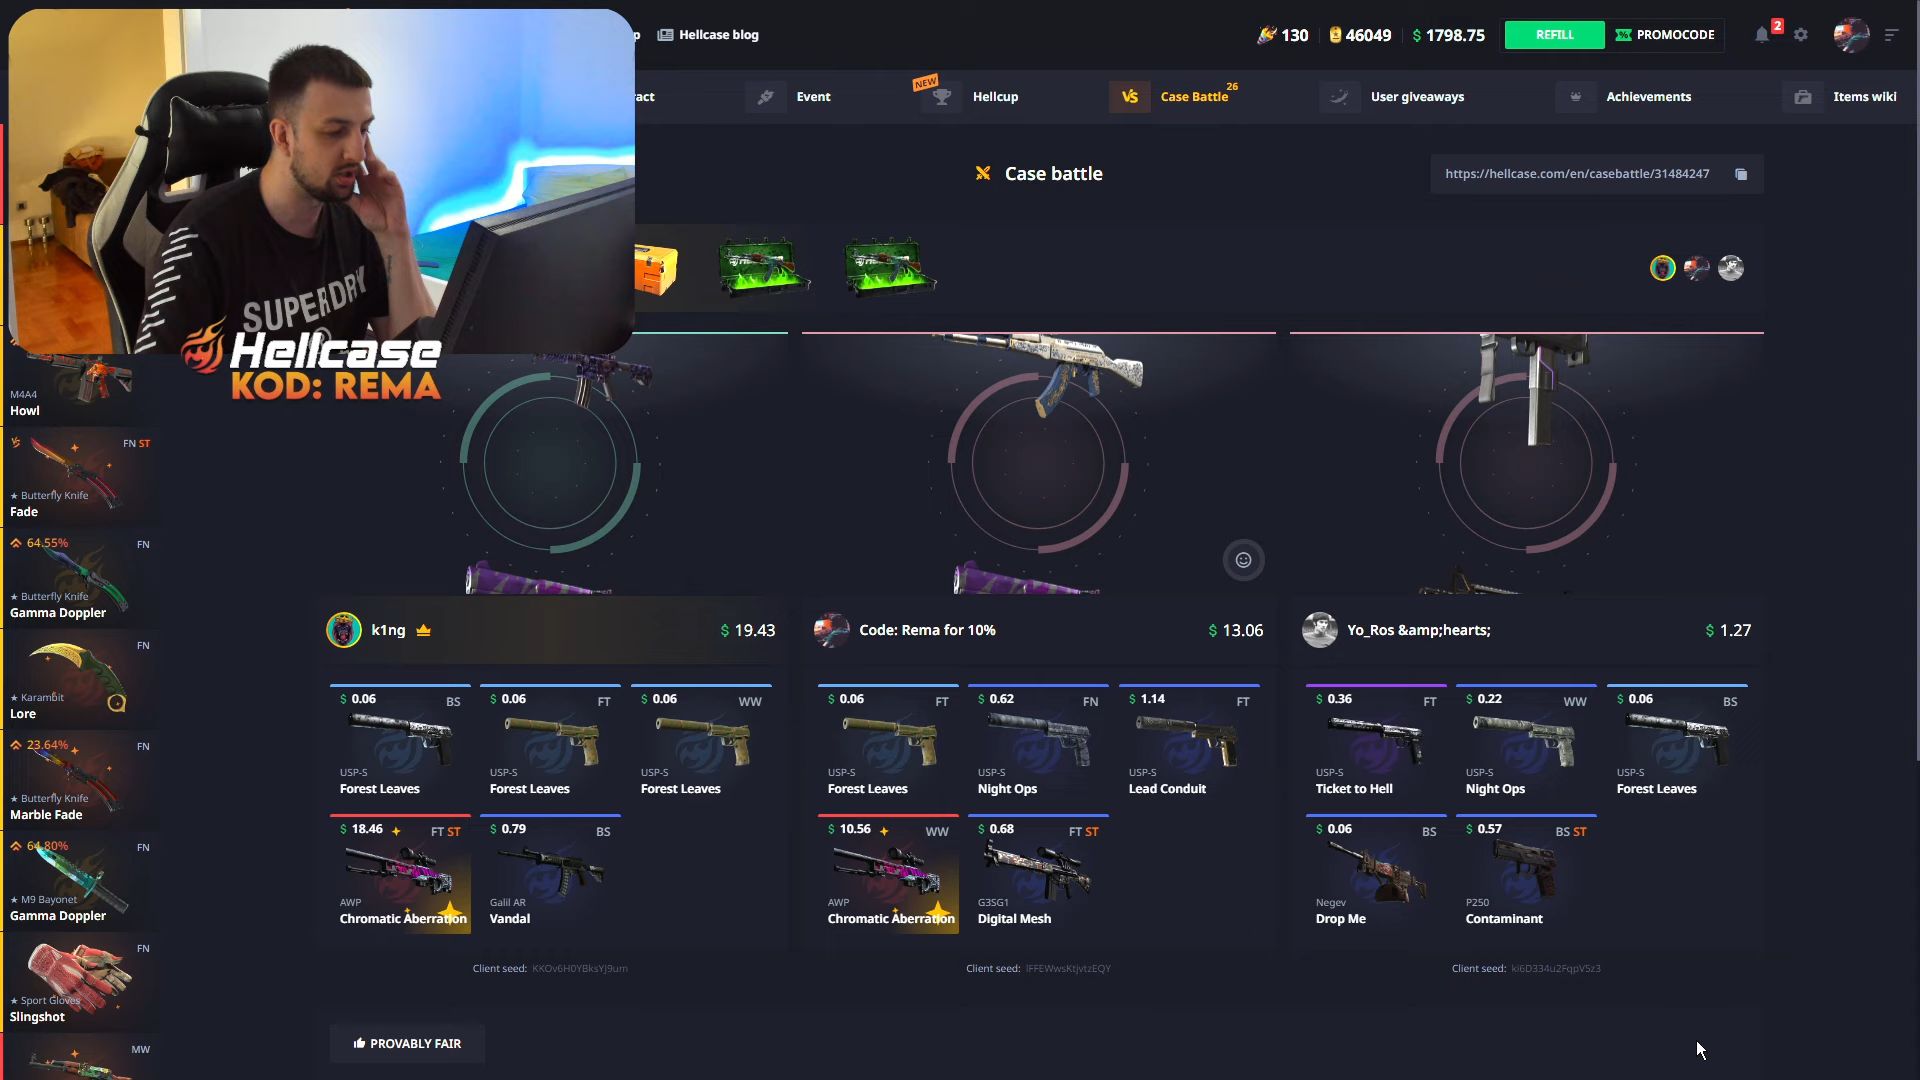 p
Hellcase blog
130
46049
$ 1798.75
REFILL
PROMOCODE
2
ract
Event
NEW
Hellcup
VS
Case Battle 26
User giveaways
Achievements
Items wiki
Case battle
https://hellcase.com/en/casebattle/31484247
SUPERDRY
Hellcase
KOD: REMA
M4A4
Howl
FN ST
★ Butterfly Knife
Fade
64.55%
FN
★ Butterfly Knife
Gamma Doppler
FN
★ Karambit
Lore
23.64%
FN
★ Butterfly Knife
Marble Fade
64.80%
FN
★ M9 Bayonet
Gamma Doppler
FN
★ Sport Gloves
Slingshot
MW
k1ng
$ 19.43
Code: Rema for 10%
$ 13.06
Yo_Ros &amp;hearts;
$ 1.27
$ 0.06 BS
USP-S
Forest Leaves
$ 0.06 FT
USP-S
Forest Leaves
$ 0.06 WW
USP-S
Forest Leaves
$ 18.46 FT ST
AWP
Chromatic Aberration
$ 0.79 BS
Galil AR
Vandal
$ 0.06 FT
USP-S
Forest Leaves
$ 0.62 FN
USP-S
Night Ops
$ 1.14 FT
USP-S
Lead Conduit
$ 10.56 WW
AWP
Chromatic Aberration
$ 0.68 FT ST
G3SG1
Digital Mesh
$ 0.36 FT
USP-S
Ticket to Hell
$ 0.22 WW
USP-S
Night Ops
$ 0.06 BS
USP-S
Forest Leaves
$ 0.06 BS
Negev
Drop Me
$ 0.57 BS ST
P250
Contaminant
Client seed: KKOv6H0YBksYJ9um
Client seed: IFFEWwsKtjvtzEQY
Client seed: ki6D334u2FqpV5z3
PROVABLY FAIR